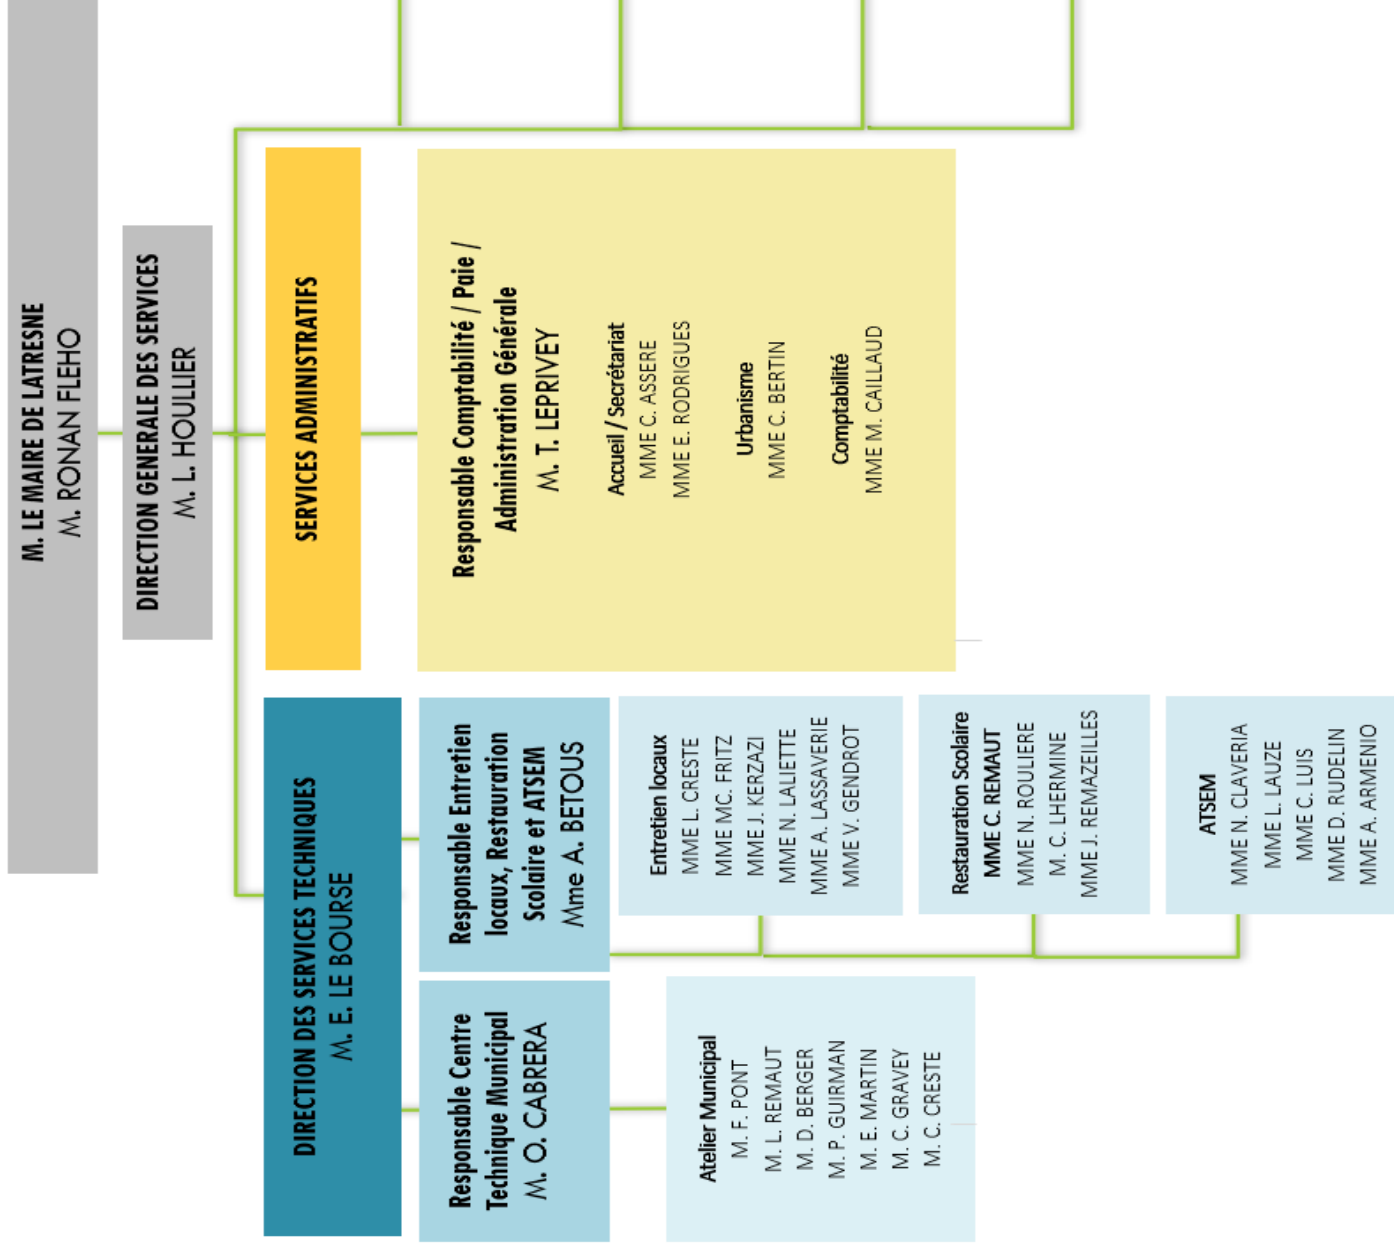 M. LE MAIRE DE LATRESNE
M. RONAN FLEHO
DIRECTION GENERALE DES SERVICES
M. L. HOULLIER
DIRECTION DES SERVICES TECHNIQUES
M. E. LE BOURSE
Responsable Centre
Technique Municipal
M. O. CABRERA
Atelier Municipal
M. F. PONT
M. L. REMAUT
M. D. BERGER
M. P. GUIRMAN
M. E. MARTIN
M. C. GRAVEY
M. C. CRESTE
Responsable Entretien
locaux, Restauration
Scolaire et ATSEM
Mme A. BETOUS
Entretien locaux
MME L. CRESTE
MME MC. FRITZ
MME J. KERZAZI
MME N. LALIETTE
MME A. LASSAVERIE
MME V. GENDROT
Restauration Scolaire
MME C. REMAUT
MME N. ROULIERE
M. C. LHERMINE
MME J. REMAZEILLES
ATSEM
MME N. CLAVERIA
MME L. LAUZE
MME C. LUIS
MME D. RUDELIN
MME A. ARMENIO
SERVICES ADMINISTRATIFS
Responsable Comptabilité / Paie /
Administration Générale
M. T. LEPRIVEY
Accueil / Secrétariat
MME C. ASSERE
MME E. RODRIGUES
Urbanisme
MME C. BERTIN
Comptabilité
MME M. CAILLAUD